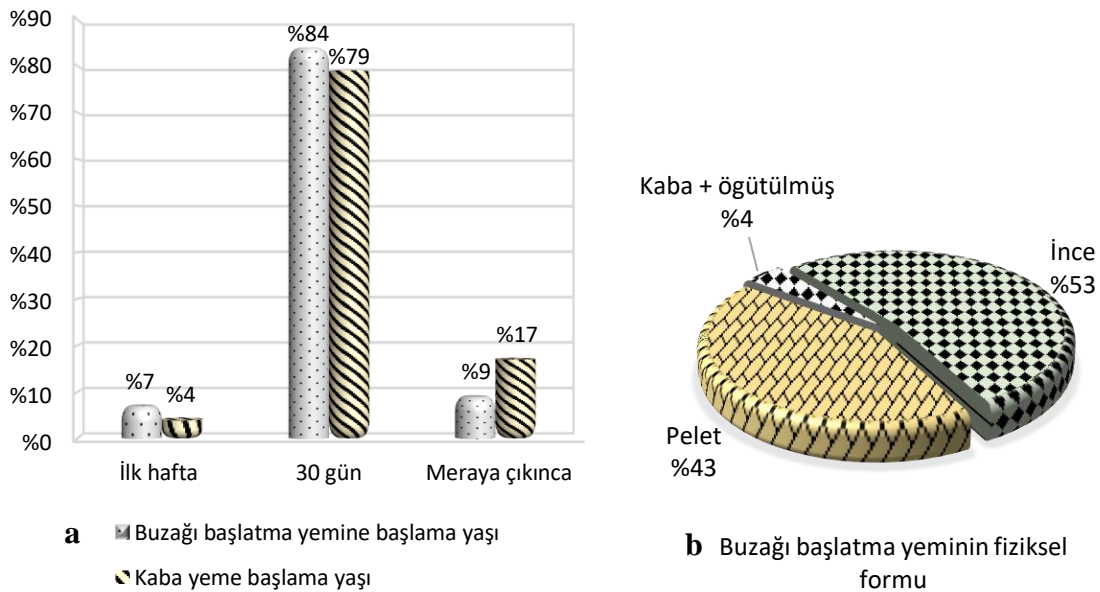 %90
%80
%70
%60
%50
%40
%30
%20
%10
%0
%84
%79
%7
%4
%9
%17
İlk hafta
30 gün
Meraya çıkınca
a
Buzağı başlatma yemine başlama yaşı
Kaba yeme başlama yaşı
Kaba + ögütülmüş
%4
İnce
%53
Pelet
%43
b Buzağı başlatma yeminin fiziksel
formu